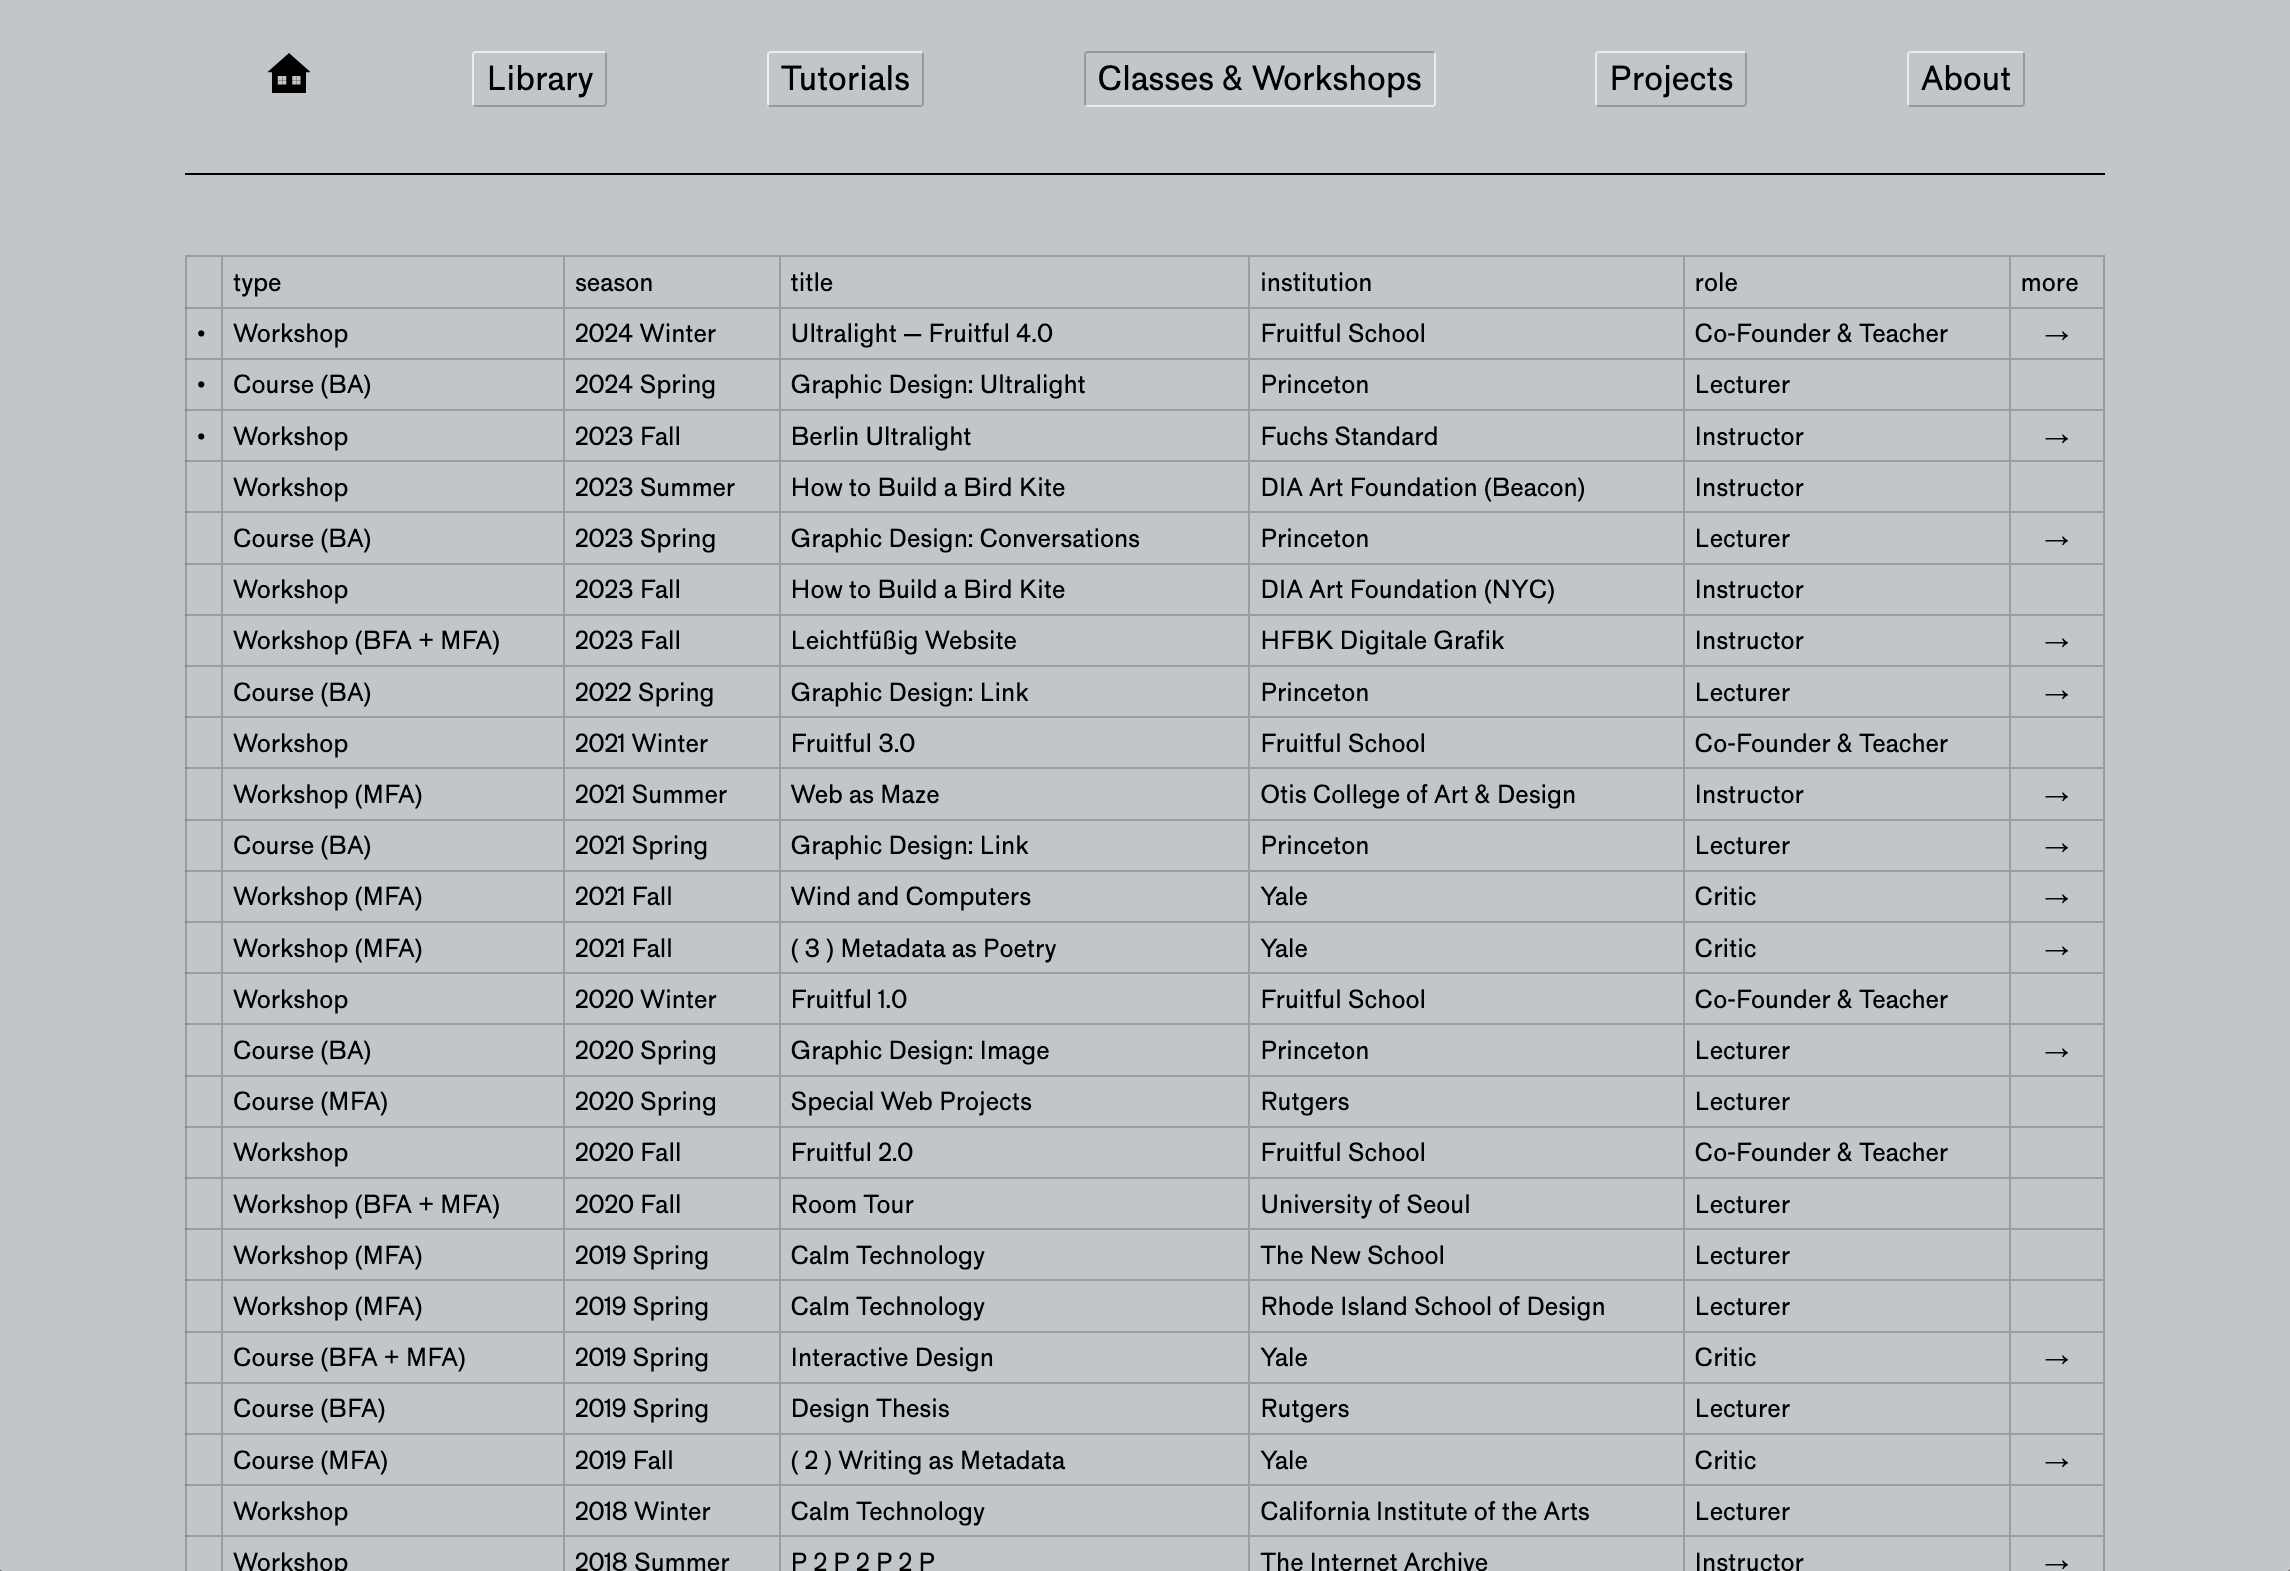 Library Tutorials Classes & Workshops Projects About
type season title institution role more
• Workshop 2024 Winter Ultralight — Fruitful 4.0 Fruitful School Co-Founder & Teacher →
• Course (BA) 2024 Spring Graphic Design: Ultralight Princeton Lecturer
• Workshop 2023 Fall Berlin Ultralight Fuchs Standard Instructor →
Workshop 2023 Summer How to Build a Bird Kite DIA Art Foundation (Beacon) Instructor
Course (BA) 2023 Spring Graphic Design: Conversations Princeton Lecturer →
Workshop 2023 Fall How to Build a Bird Kite DIA Art Foundation (NYC) Instructor
Workshop (BFA + MFA) 2023 Fall Leichtfüßig Website HFBK Digitale Grafik Instructor →
Course (BA) 2022 Spring Graphic Design: Link Princeton Lecturer →
Workshop 2021 Winter Fruitful 3.0 Fruitful School Co-Founder & Teacher
Workshop (MFA) 2021 Summer Web as Maze Otis College of Art & Design Instructor →
Course (BA) 2021 Spring Graphic Design: Link Princeton Lecturer →
Workshop (MFA) 2021 Fall Wind and Computers Yale Critic →
Workshop (MFA) 2021 Fall ( 3 ) Metadata as Poetry Yale Critic →
Workshop 2020 Winter Fruitful 1.0 Fruitful School Co-Founder & Teacher
Course (BA) 2020 Spring Graphic Design: Image Princeton Lecturer →
Course (MFA) 2020 Spring Special Web Projects Rutgers Lecturer
Workshop 2020 Fall Fruitful 2.0 Fruitful School Co-Founder & Teacher
Workshop (BFA + MFA) 2020 Fall Room Tour University of Seoul Lecturer
Workshop (MFA) 2019 Spring Calm Technology The New School Lecturer
Workshop (MFA) 2019 Spring Calm Technology Rhode Island School of Design Lecturer
Course (BFA + MFA) 2019 Spring Interactive Design Yale Critic →
Course (BFA) 2019 Spring Design Thesis Rutgers Lecturer
Course (MFA) 2019 Fall ( 2 ) Writing as Metadata Yale Critic →
Workshop 2018 Winter Calm Technology California Institute of the Arts Lecturer
Workshop 2018 Summer P 2 P 2 P 2 P The Internet Archive Instructor →